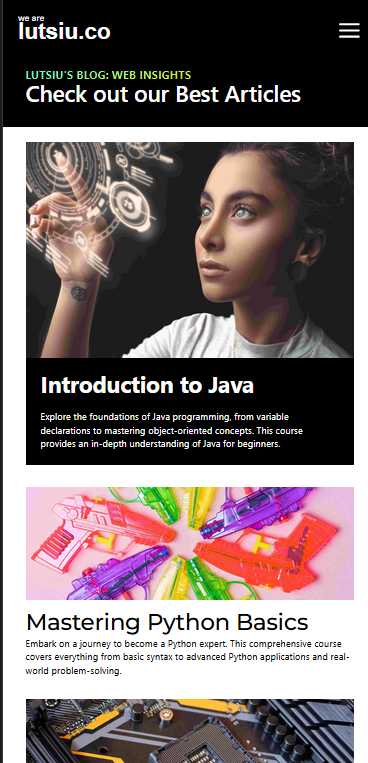 we are
lutsiu.co
LUTSIU'S BLOG: WEB INSIGHTS
Check out our Best Articles
Introduction to Java
Explore the foundations of Java programming, from variable
declarations to mastering object-oriented concepts. This course
provides an in-depth understanding of Java for beginners.
Mastering Python Basics
Embark on a journey to become a Python expert. This comprehensive course
covers everything from basic syntax to advanced Python applications and real-
world problem-solving.